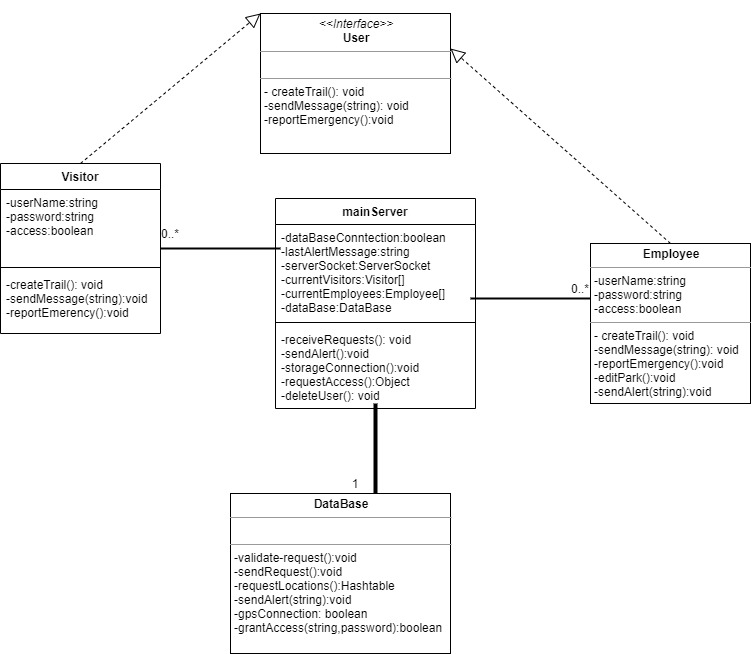 <<Interface>>
User
- createTrail(): void
-sendMessage(string): void
-reportEmergency():void
Visitor
-userName:string
-password:string
-access:boolean
-createTrail(): void
-sendMessage(string):void
-reportEmerency():void
0..*
mainServer
-dataBaseConntection:boolean
-lastAlertMessage:string
-serverSocket:ServerSocket
-currentVisitors:Visitor[]
-currentEmployees:Employee[]
-dataBase:DataBase
-receiveRequests(): void
-sendAlert():void
-storageConnection():void
-requestAccess():Object
-deleteUser(): void
0..*
Employee
-userName:string
-password:string
-access:boolean
- createTrail(): void
-sendMessage(string): void
-reportEmergency():void
-editPark():void
-sendAlert(string):void
1
DataBase
-validate-request():void
-sendRequest():void
-requestLocations():Hashtable
-sendAlert(string):void
-gpsConnection: boolean
-grantAccess(string,password):boolean